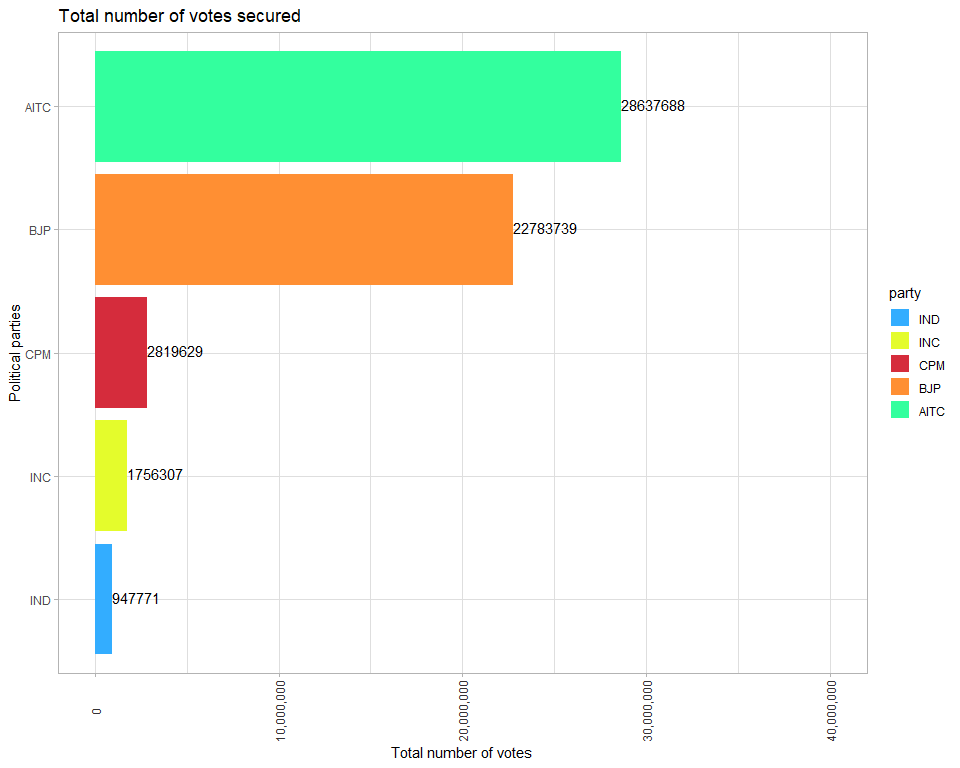 Total number of votes secured
AITC
28637688
BJP
22783739
CPM
2819629
INC
1756307
IND
947771
Political parties
0
10,000,000
20,000,000
30,000,000
40,000,000
Total number of votes
party
IND
INC
CPM
BJP
AITC